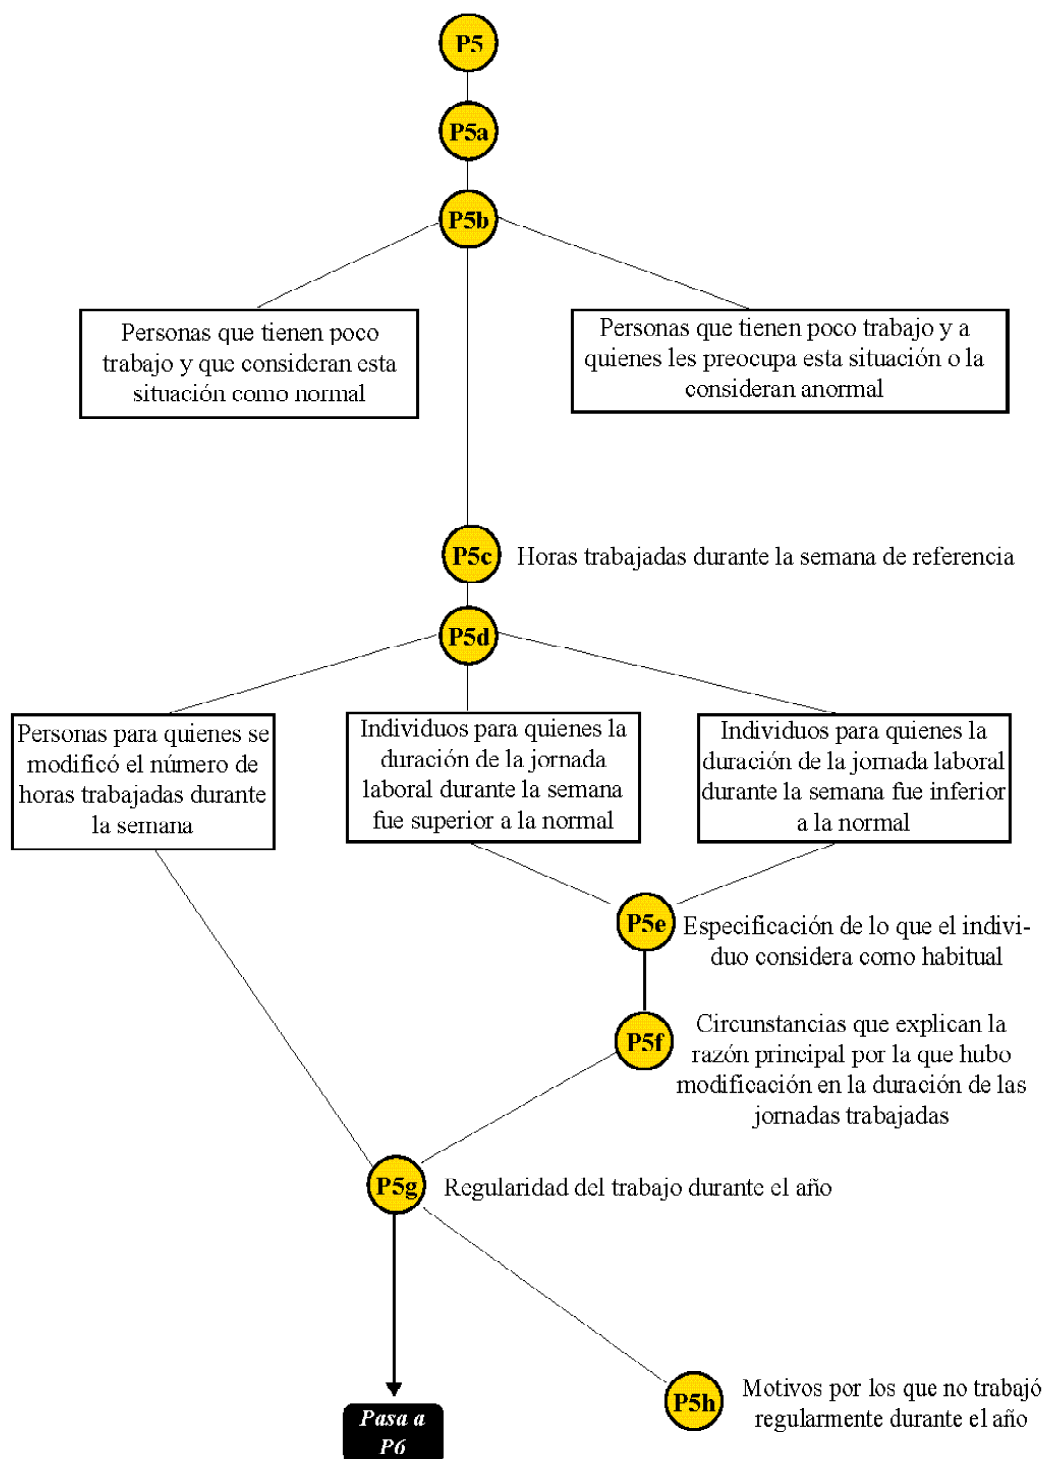 P5
P5a
P5b
Personas que tienen poco
trabajo y que consideran esta
situación como normal
Personas que tienen poco trabajo y a
quienes les preocupa esta situación o la
consideran anormal
P5c
Horas trabajadas durante la semana de referencia
P5d
Personas para quienes se
modificó el número de
horas trabajadas durante
la semana
Individuos para quienes la
duración de la jornada
laboral durante la semana
fue superior a la normal
Individuos para quienes la
duración de la jornada laboral
durante la semana fue inferior
a la normal
P5e
Especificación de lo que el indivi-
duo considera como habitual
P5f
Circunstancias que explican la
razón principal por la que hubo
modificación en la duración de las
jornadas trabajadas
P5g
Regularidad del trabajo durante el año
P5h
Motivos por los que no trabajó
regularmente durante el año
Pasa a
P6